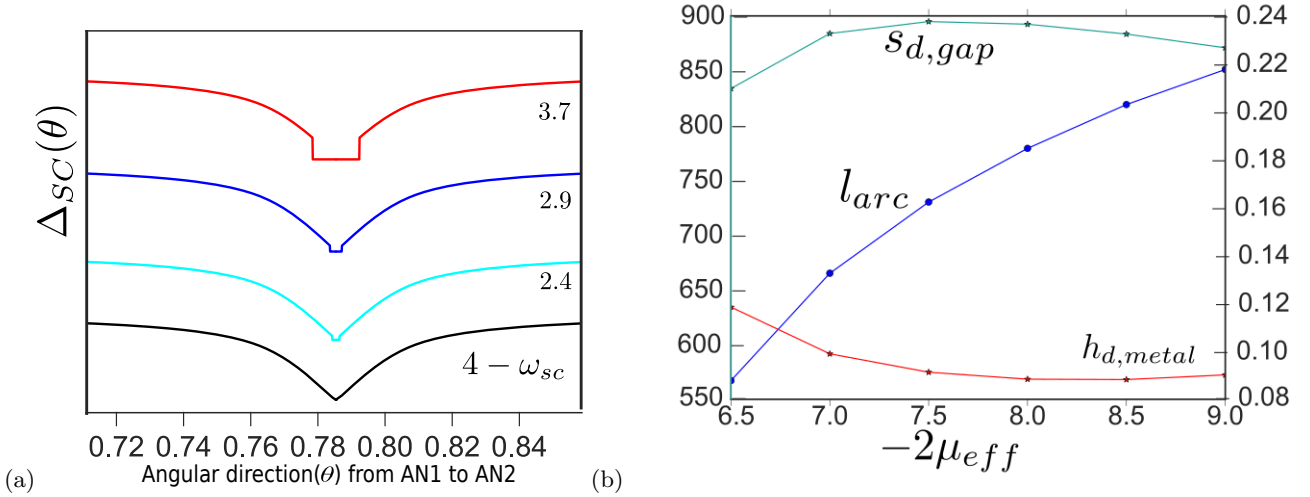 Δ_{SC}(θ)
3.7
2.9
2.4
4 − ω_{sc}
0.72 0.74 0.76 0.78 0.80 0.82 0.84
Angular direction(θ) from AN1 to AN2
(a)
900
850
800
750
700
650
600
550
s_{d,gap}
l_{arc}
h_{d,metal}
0.24
0.22
0.20
0.18
0.16
0.14
0.12
0.10
0.08
6.5 7.0 7.5 8.0 8.5 9.0
−2μ_{eff}
(b)